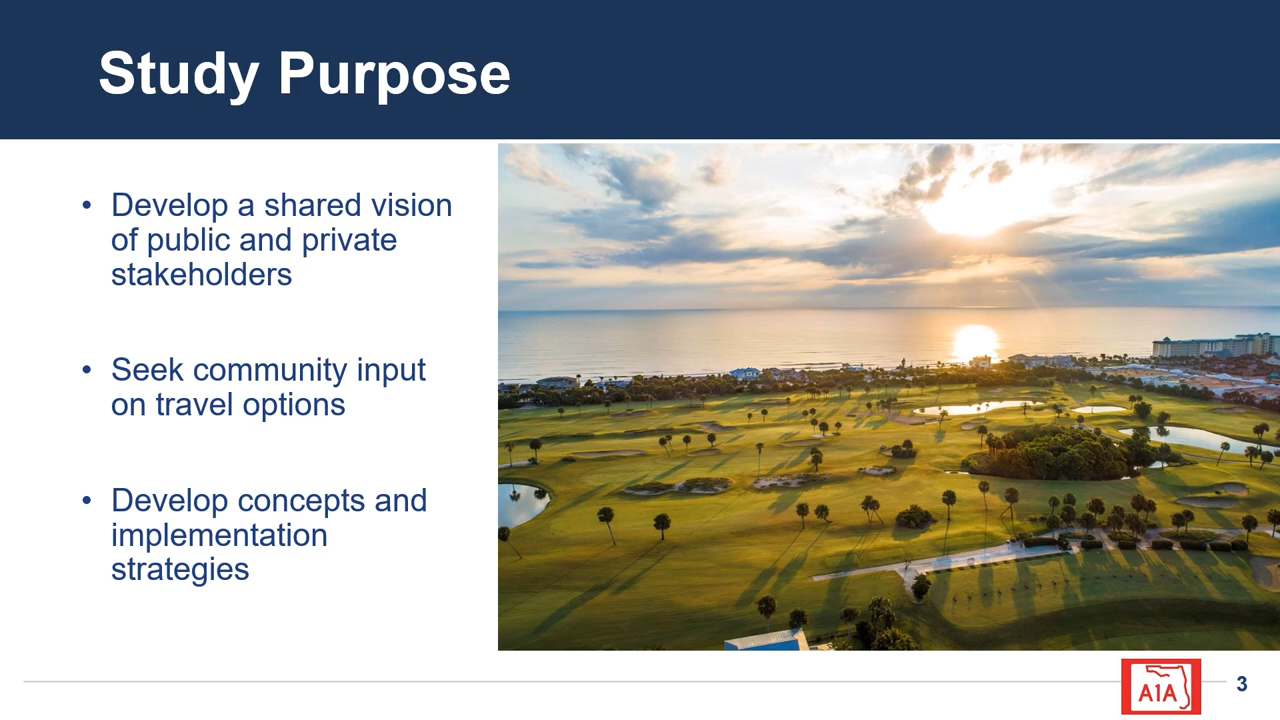 Study Purpose
• Develop a shared vision
of public and private
stakeholders
• Seek community input
on travel options
• Develop concepts and
implementation
strategies
A1A
3